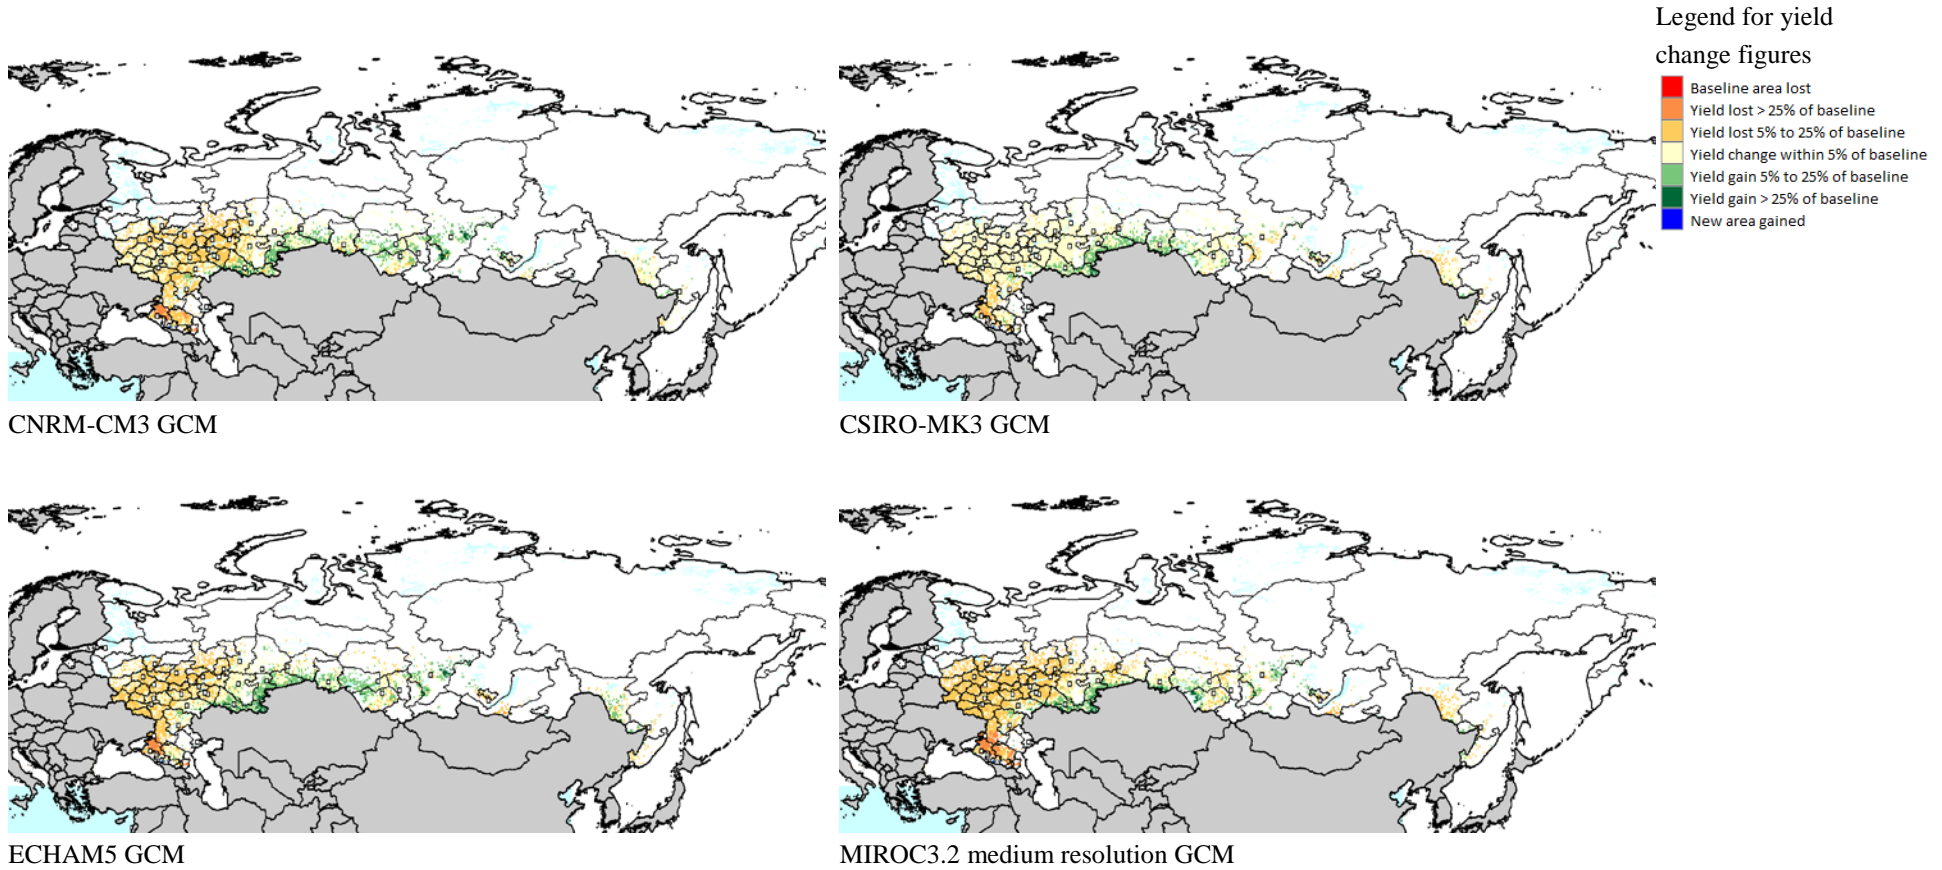 Legend for yield
change figures
Baseline area lost
Yield lost > 25% of baseline
Yield lost 5% to 25% of baseline
Yield change within 5% of baseline
Yield gain 5% to 25% of baseline
Yield gain > 25% of baseline
New area gained
CNRM-CM3 GCM
CSIRO-MK3 GCM
ECHAM5 GCM
MIROC3.2 medium resolution GCM